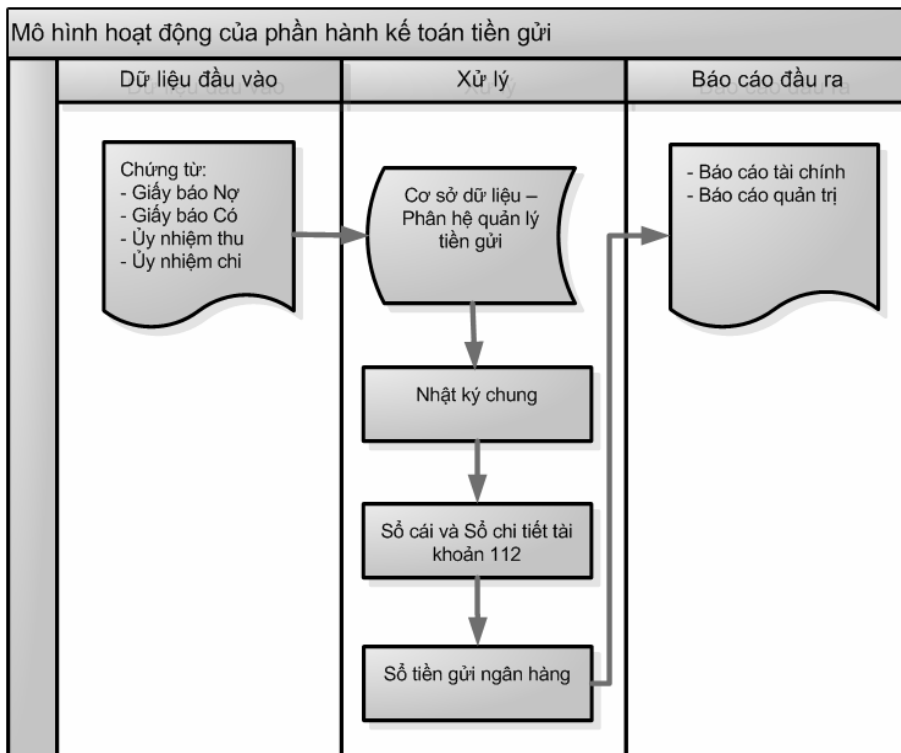 Mô hình hoạt động của phần hành kế toán tiền gửi
Dữ liệu đầu vào
Xử lý
Báo cáo đầu ra
Chứng từ:
- Giấy báo Nợ
- Giấy báo Có
- Ủy nhiệm thu
- Ủy nhiệm chi
Cơ sở dữ liệu –
Phân hệ quản lý
tiền gửi
- Báo cáo tài chính
- Báo cáo quản trị
Nhật ký chung
Sổ cái và Sổ chi tiết tài
khoản 112
Sổ tiền gửi ngân hàng